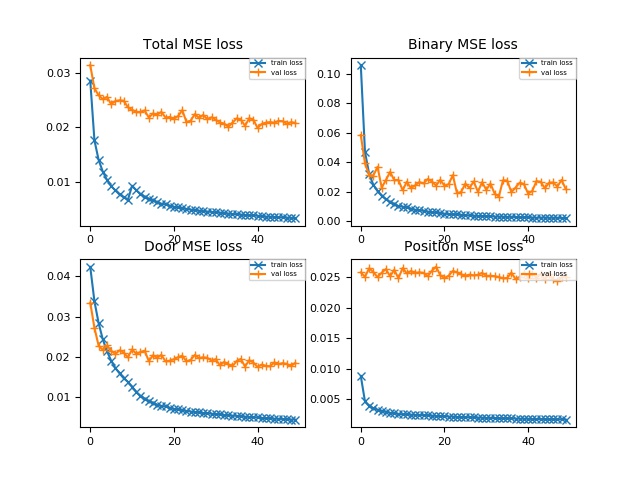 Total MSE loss
train loss
val loss
0.03
0.02
0.01
0
20
40
Binary MSE loss
train loss
val loss
0.10
0.08
0.06
0.04
0.02
0.00
0
20
40
Door MSE loss
train loss
val loss
0.04
0.03
0.02
0.01
0
20
40
Position MSE loss
train loss
val loss
0.025
0.020
0.015
0.010
0.005
0
20
40